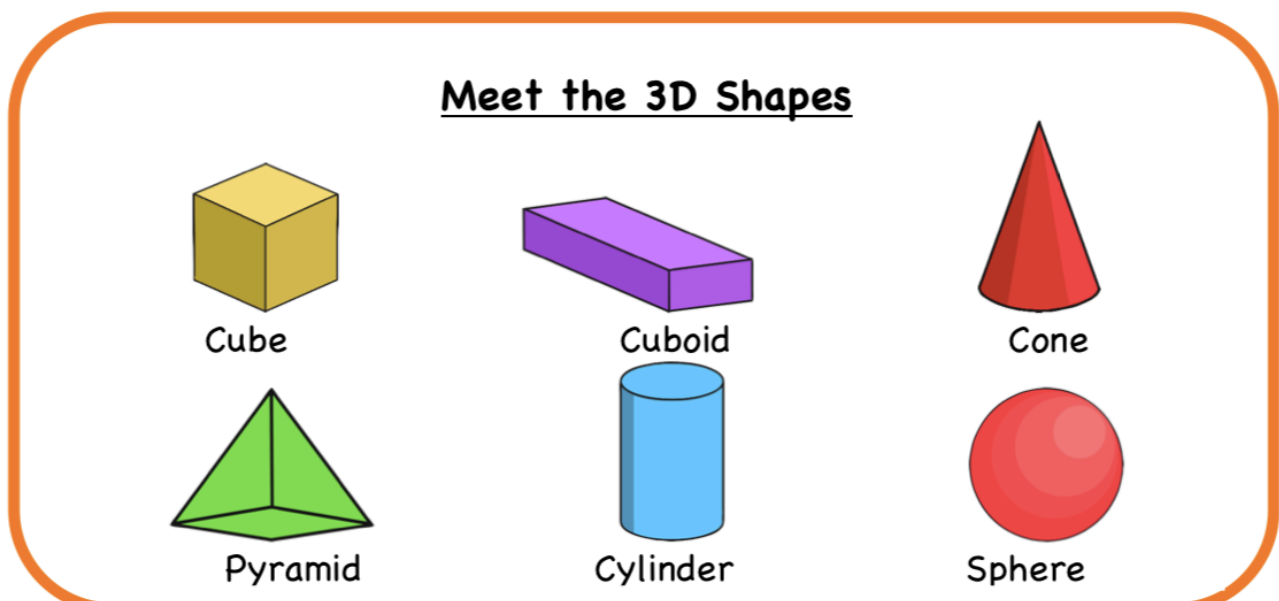 Meet the 3D Shapes
Cube
Cuboid
Cone
Pyramid
Cylinder
Sphere